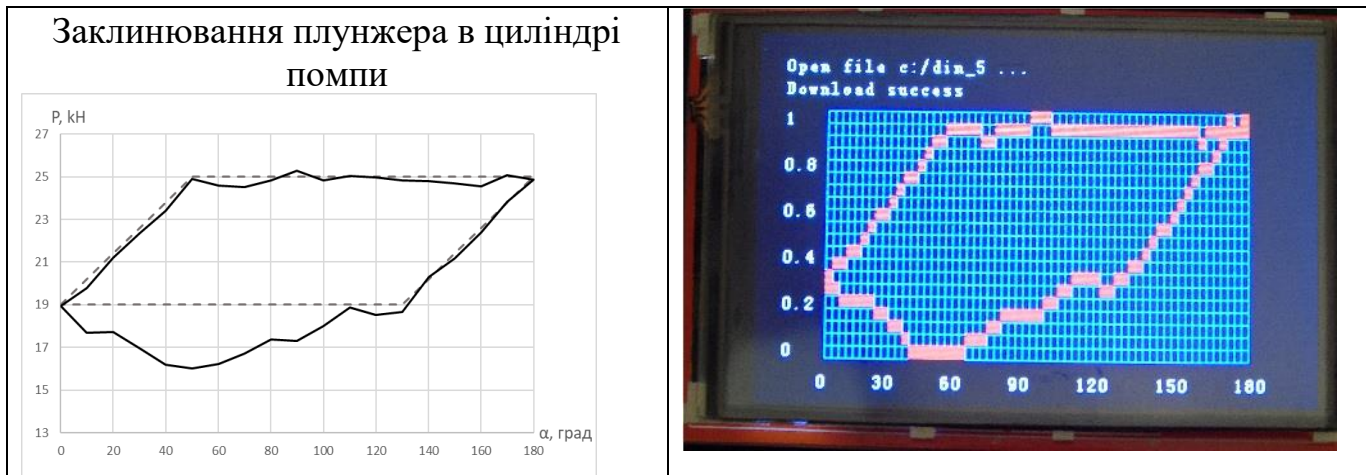 Заклинювання плунжера в циліндрі
помпи
P, kH
27
25
23
21
19
17
15
13
0 20 40 60 80 100 120 140 160 180
α, град
Open file c:/din_5 ...
Download success
1
0.8
0.6
0.4
0.2
0
0 30 60 90 120 150 180